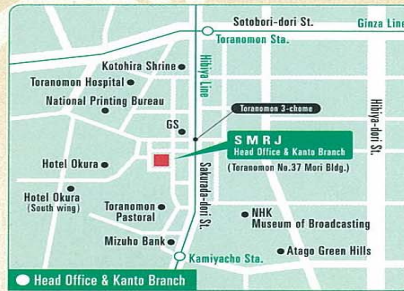 Sotobori-dori St.
Ginza Line
Toranomon Sta.
Kotohira Shrine
Hibiya Line
Toranomon Hospital
National Printing Bureau
Toranomon 3-chome
GS
SMRJ
Head Office & Kanto Branch
(Toranomon No.37 Mori Bldg.)
Hibiya-dori St.
Hotel Okura
Sakurada-dori St.
Hotel Okura
(South wing)
Toranomon
Pastoral
NHK
Museum of Broadcasting
Mizuho Bank
Atago Green Hills
Kamiyacho Sta.
Head Office & Kanto Branch